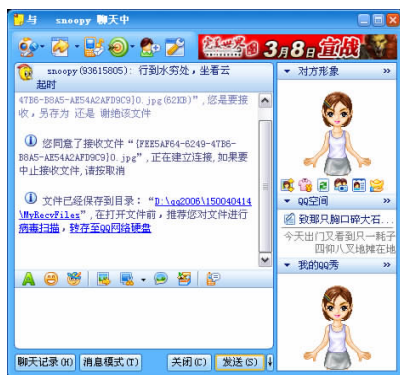 与 snoopy 聊天中
3月8日宣战
snoopy(93615805): 行到水穷处,坐看云
起时
47B6-B8A5-AE54A2AFD9C9}0.jpg(62KB)",您是要接
收,另存为 还是 谢绝该文件
您同意了接收文件“{FEE5AF64-6249-47B6-
B8A5-AE54A2AFD9C9}0.jpg",正在建立连接,如果要
中止接收文件,请按取消
文件已经保存到目录: “D:\qq2006\150040414
\MyRecvFiles",在打开文件前,推荐您对文件进行
病毒扫描,转存至QQ网络硬盘
聊天记录(H) 消息模式(T) 关闭(C) 发送(S)
对方形象
QQ空间
致那只胸口碎大石...
今天出门又看到只一耗子
四仰八叉地摊在地
我的QQ秀